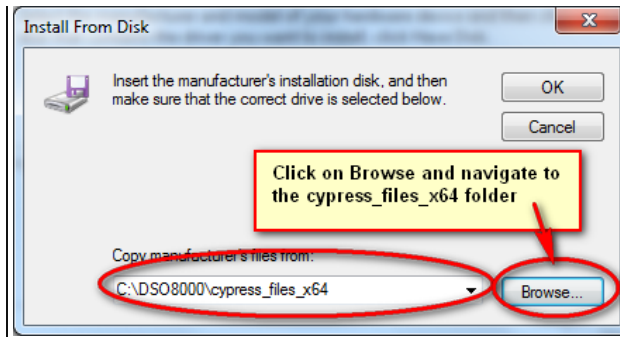 Install From Disk
Insert the manufacturer's installation disk, and then
make sure that the correct drive is selected below.
OK
Cancel
Click on Browse and navigate to
the cypress_files_x64 folder
Copy manufacturer's files from:
C:\DSO8000\cypress_files_x64
Browse...